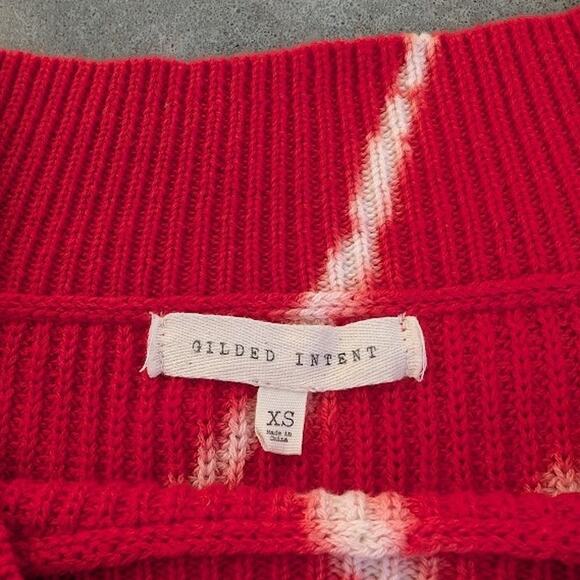 GILDED INTENT
XS
Made in
China